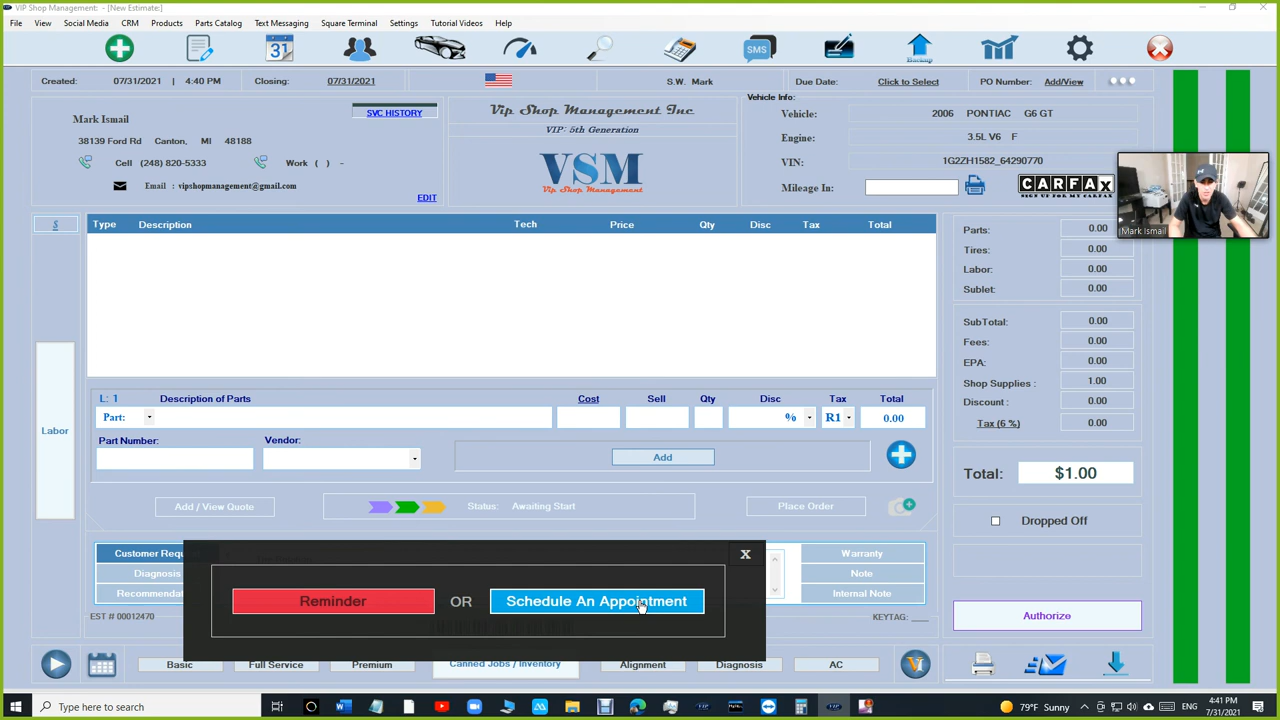 VIP Shop Management: - [New Estimate:]
File View Social Media CRM Products Parts Catalog Text Messaging Square Terminal Settings Tutorial Videos Help
31 SMS Backup
Created: 07/31/2021 | 4:40 PM Closing: 07/31/2021 S.W. Mark Due Date: Click to Select PO Number: Add/View
Mark Ismail
SVC HISTORY
38139 Ford Rd Canton, MI 48188
Cell (248) 820-5333 Work ( ) -
Email : vipshopmanagement@gmail.com
EDIT
Vip Shop Management Inc
VIP: 5th Generation
VSM
Vip Shop Management
Vehicle Info:
Vehicle: 2006 PONTIAC G6 GT
Engine: 3.5L V6 F
VIN: 1G2ZH1582_64290770
Mileage In:
CARFAX
SIGN UP FOR MY CARFAX
Mark Ismail
S
Labor
Type Description Tech Price Qty Disc Tax Total
Parts: 0.00
Tires: 0.00
Labor: 0.00
Sublet: 0.00
SubTotal: 0.00
Fees: 0.00
EPA: 0.00
Shop Supplies : 1.00
Discount : 0.00
Tax (6 %) 0.00
Total: $1.00
Dropped Off
Authorize
L: 1 Description of Parts Cost Sell Qty Disc Tax Total
Part: % R1 0.00
Part Number: Vendor:
Add
Add / View Quote Status: Awaiting Start Place Order
Customer Requ
Diagnosis
Recommenda
Warranty
Note
Internal Note
X
Reminder OR Schedule An Appointment
EST # 00012470 KEYTAG: ____
Basic Full Service Premium Canned Jobs / Inventory Alignment Diagnosis AC
Type here to search
79°F Sunny ENG 4:41 PM
7/31/2021